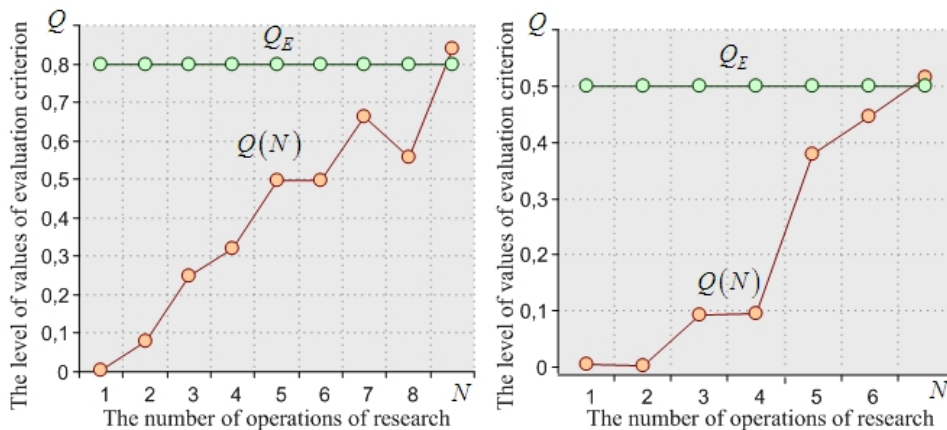 The level of values of evaluation criterion
Q
0,8
0,7
0,6
0,5
0,4
0,3
0,2
0,1
0
Q_E
Q(N)
1 2 3 4 5 6 7 8 N
The number of operations of research
The level of values of evaluation criterion
Q
0,5
0,4
0,3
0,2
0,1
0
Q_E
Q(N)
1 2 3 4 5 6 N
The number of operations of research